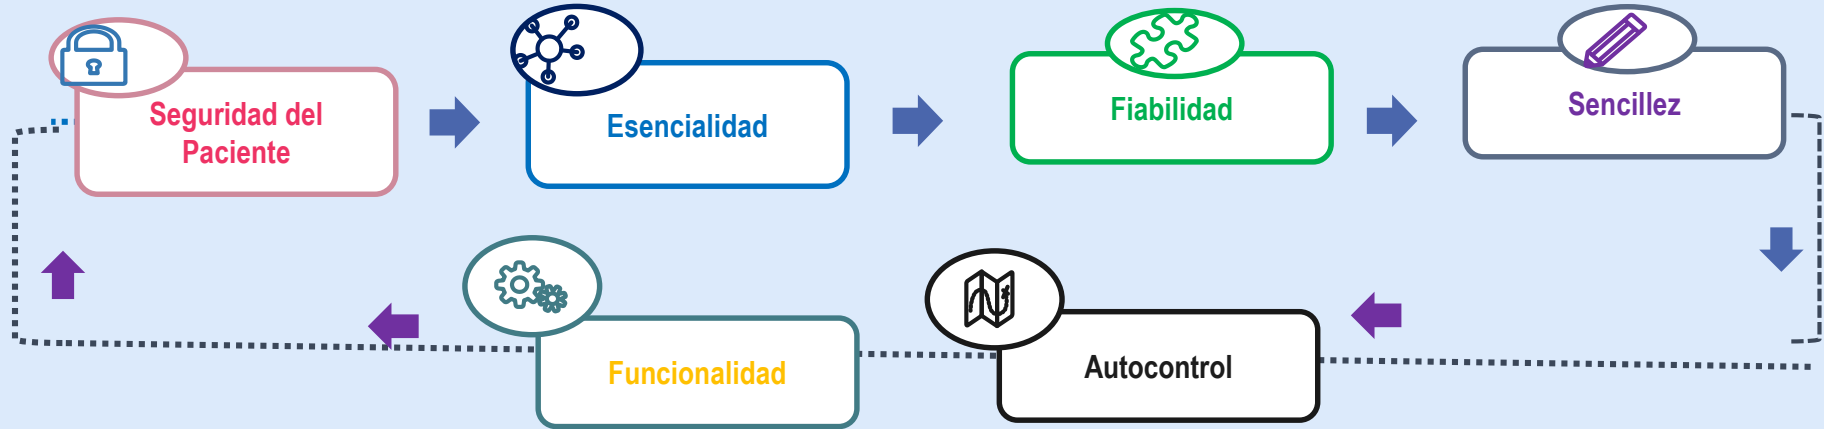 Seguridad del
Paciente
Esencialidad
Fiabilidad
Sencillez
Funcionalidad
Autocontrol